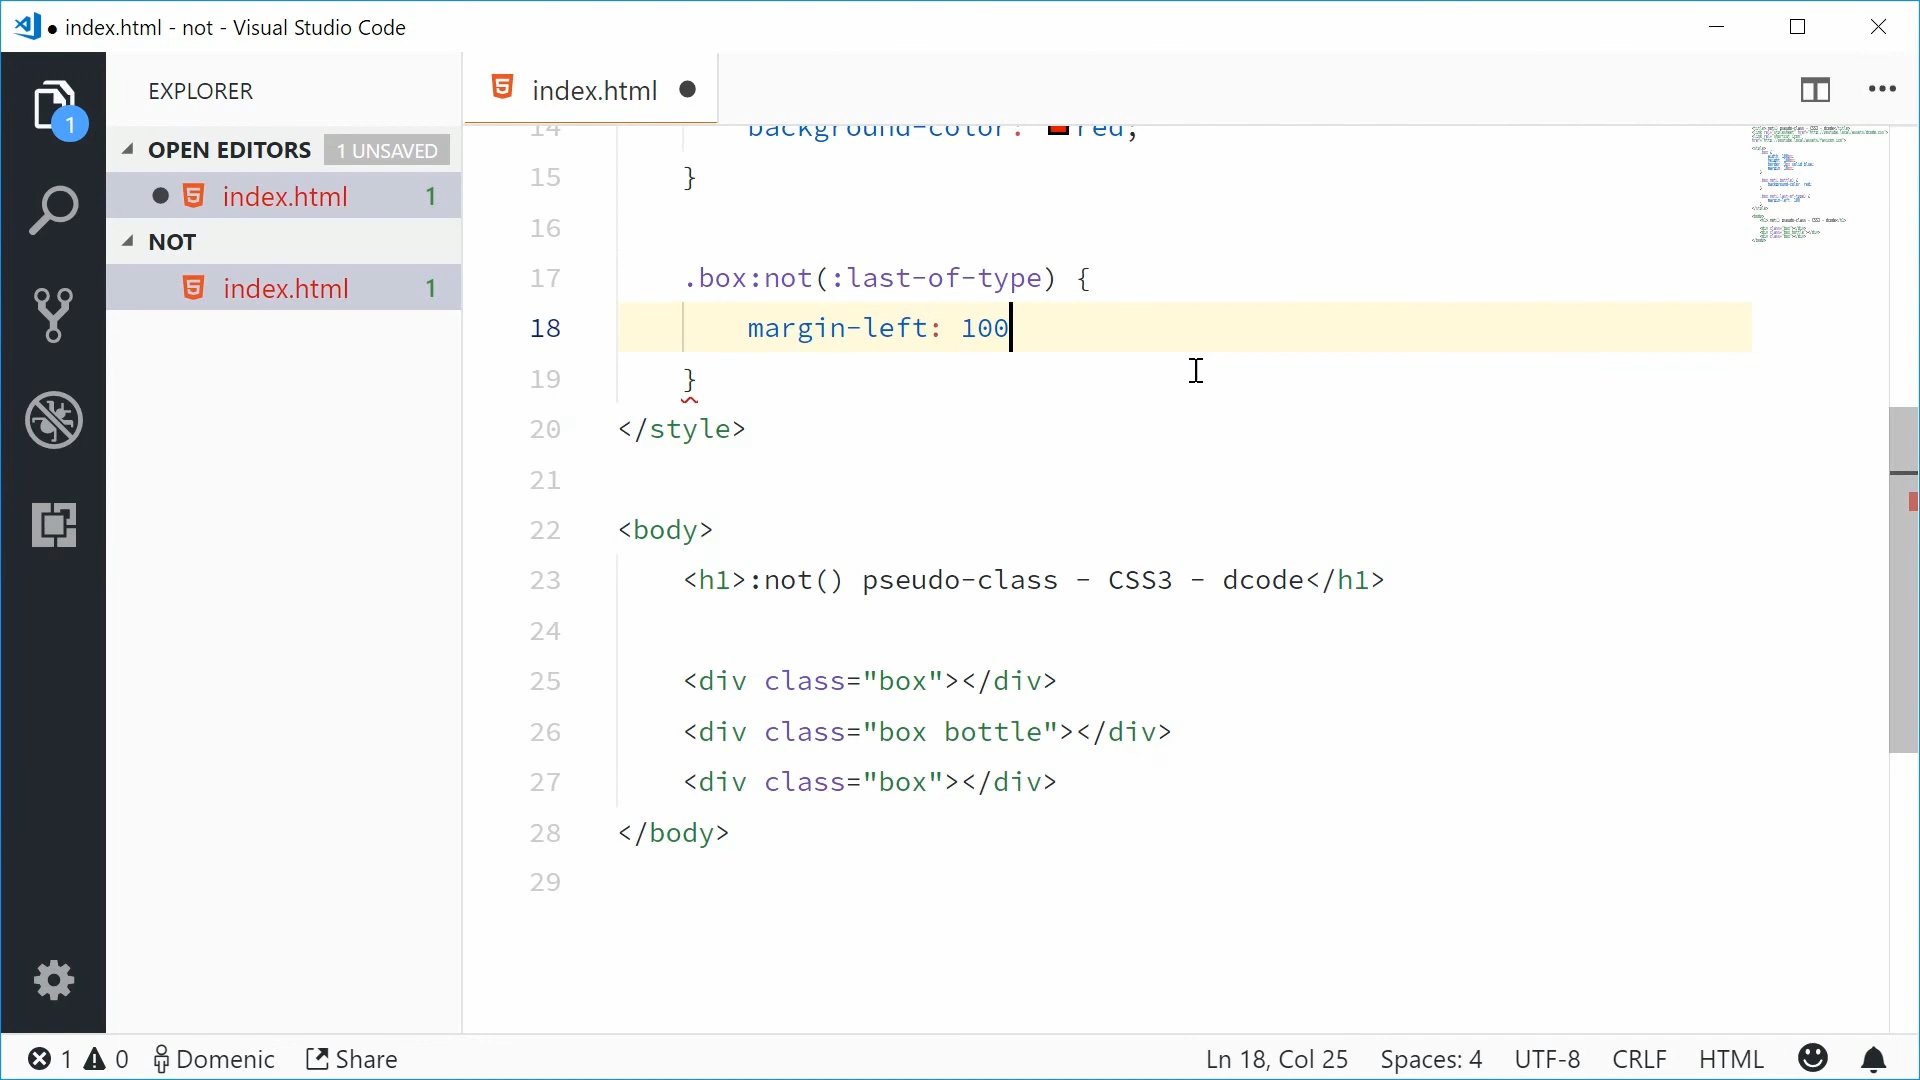 index.html - not - Visual Studio Code
EXPLORER
index.html
1
OPEN EDITORS 1 UNSAVED
index.html 1
NOT
index.html 1
14 background-color: red;
15 }
16
17 .box:not(:last-of-type) {
18 margin-left: 100
19 }
20 </style>
21
22 <body>
23 <h1>:not() pseudo-class - CSS3 - dcode</h1>
24
25 <div class="box"></div>
26 <div class="box bottle"></div>
27 <div class="box"></div>
28 </body>
29
1 0 Domenic Share Ln 18, Col 25 Spaces: 4 UTF-8 CRLF HTML